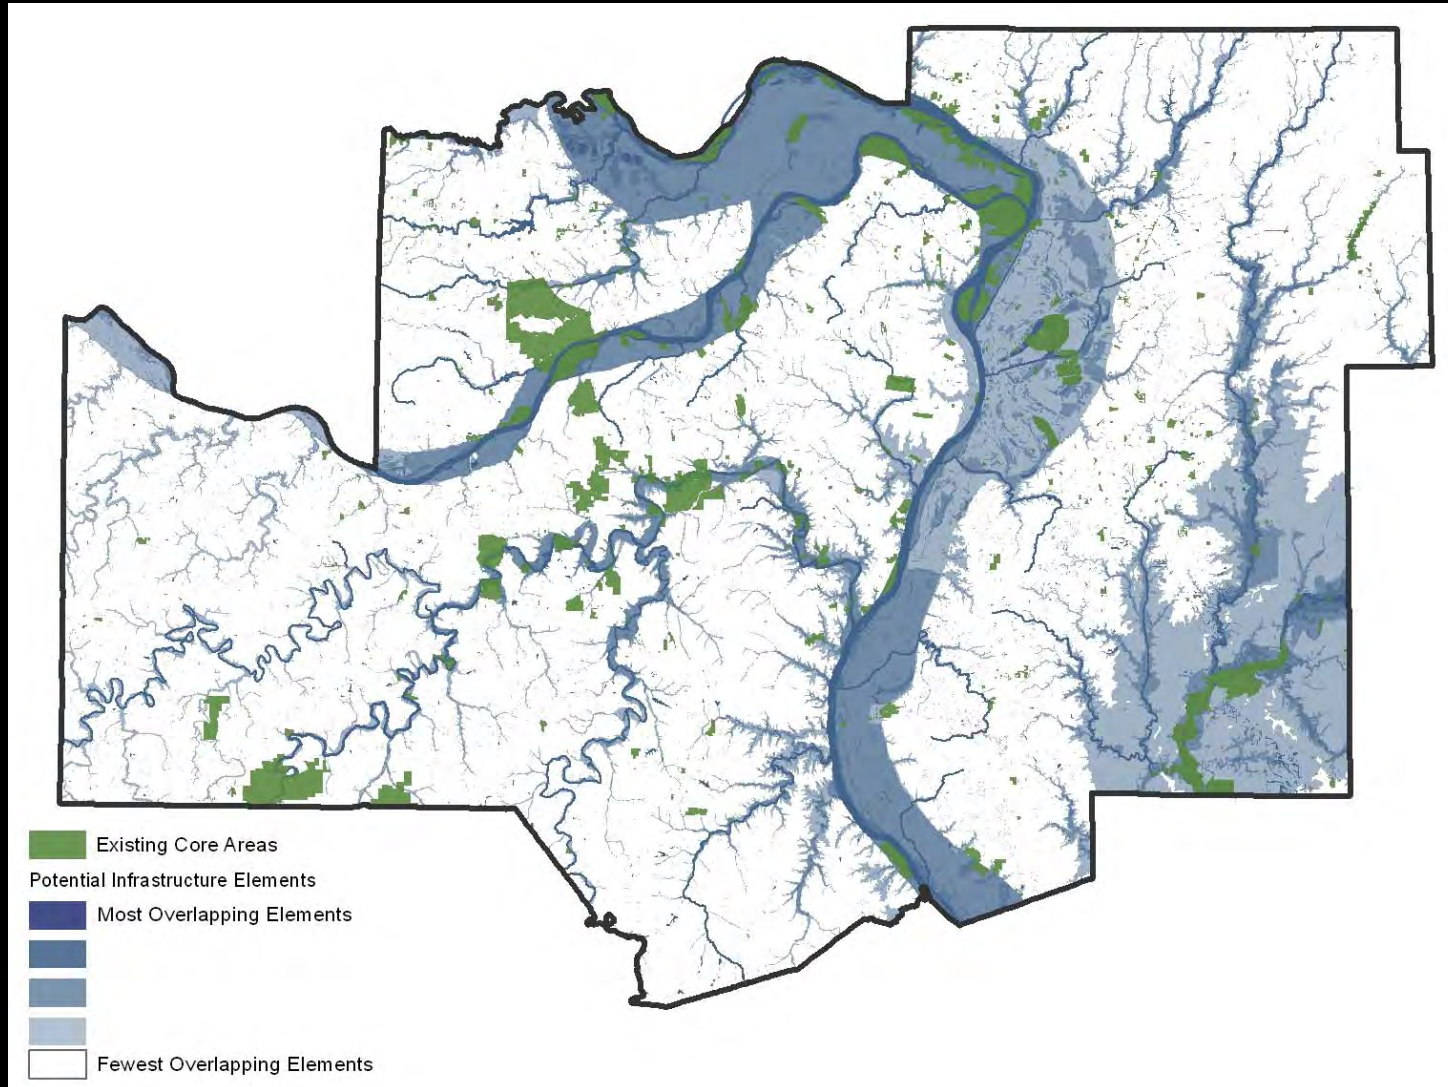 Existing Core Areas
Potential Infrastructure Elements
Most Overlapping Elements
Fewest Overlapping Elements